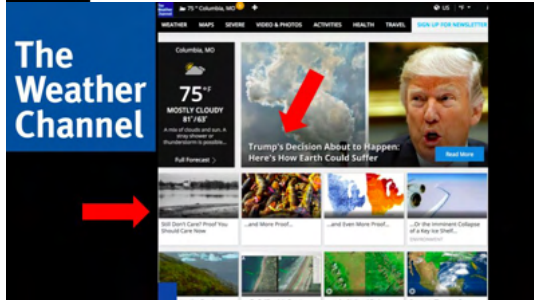 The
Weather
Channel
75° Columbia, MO
US | °F
WEATHER MAPS SEVERE VIDEO & PHOTOS ACTIVITIES HEALTH TRAVEL SIGN UP FOR NEWSLETTER
Columbia, MO
75°F
MOSTLY CLOUDY
81°/63°
A mix of clouds and sun. A
stray shower or
thunderstorm is possible...
Full Forecast
Trump's Decision About to Happen:
Here's How Earth Could Suffer
Read More
Still Don't Care? Proof You
Should Care Now
...and More Proof...
...and Even More Proof...
...Or the Imminent Collapse
of a Key Ice Shelf...
ENVIRONMENT